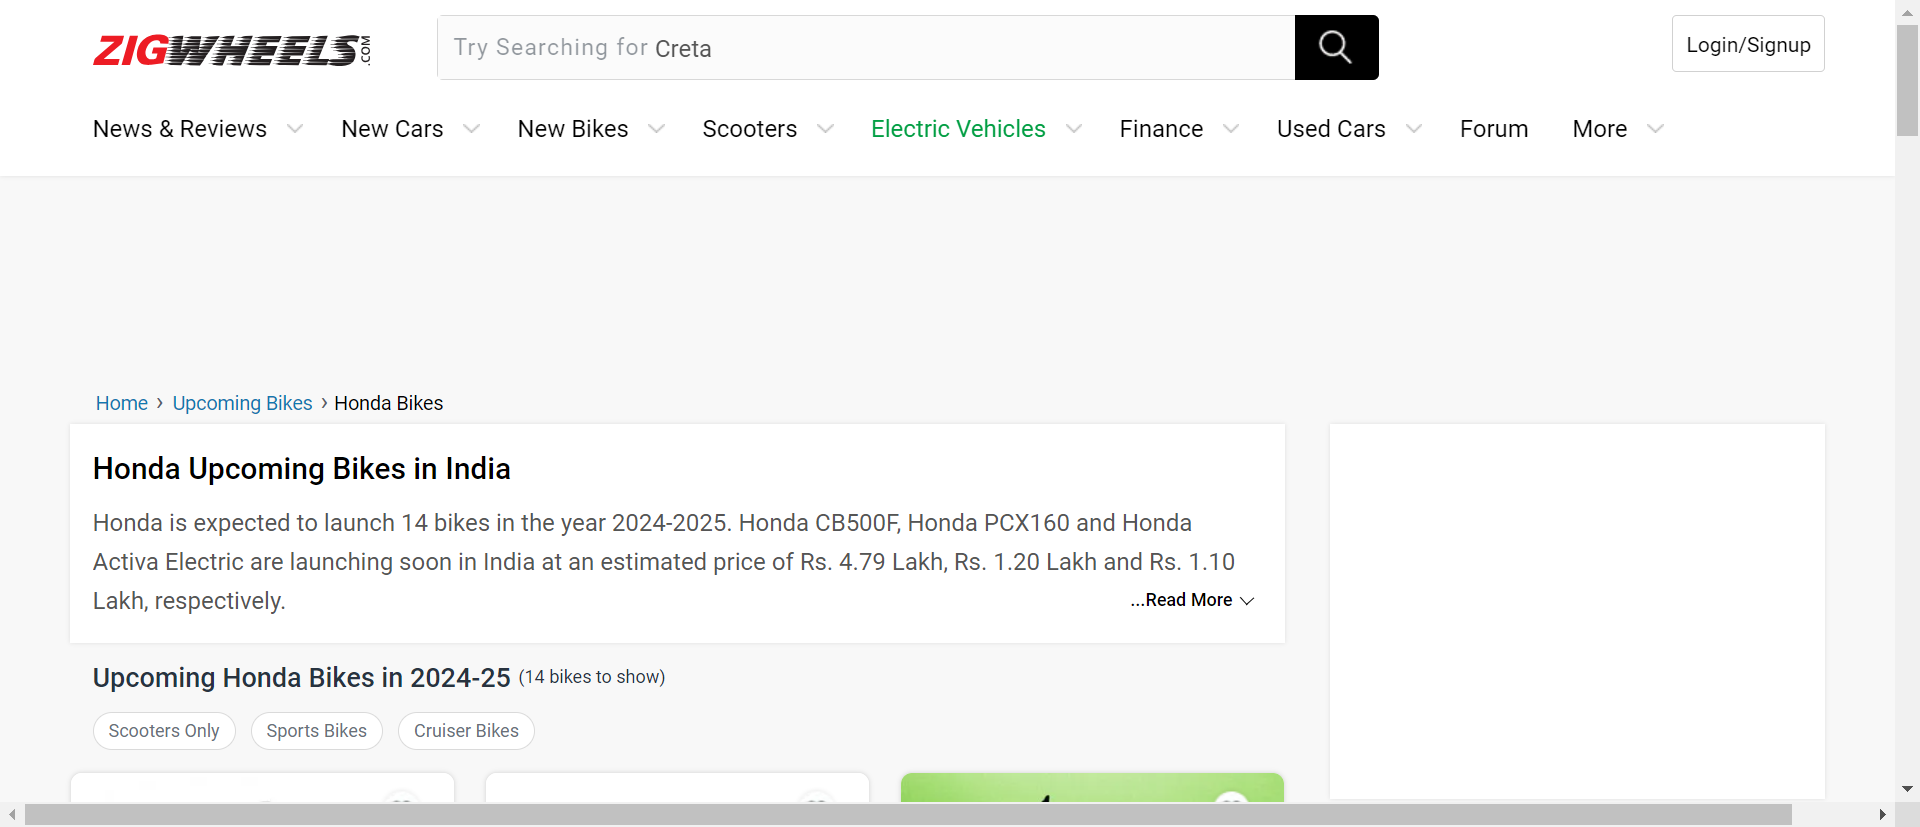 ZIGWHEELS.COM
Try Searching for Creta
Login/Signup
News & Reviews
New Cars
New Bikes
Scooters
Electric Vehicles
Finance
Used Cars
Forum
More
Home › Upcoming Bikes › Honda Bikes
Honda Upcoming Bikes in India
Honda is expected to launch 14 bikes in the year 2024-2025. Honda CB500F, Honda PCX160 and Honda
Activa Electric are launching soon in India at an estimated price of Rs. 4.79 Lakh, Rs. 1.20 Lakh and Rs. 1.10
Lakh, respectively.
...Read More
Upcoming Honda Bikes in 2024-25 (14 bikes to show)
Scooters Only
Sports Bikes
Cruiser Bikes